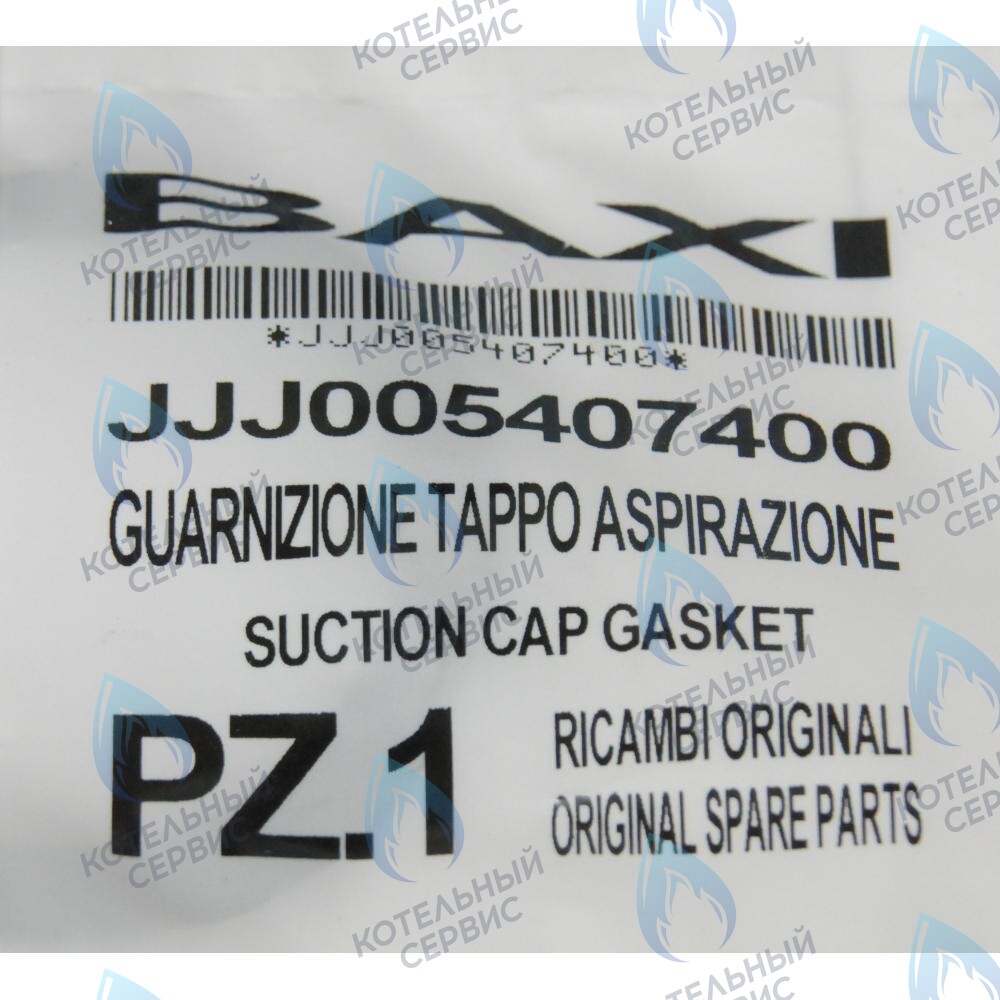 BAXI
*JJJ005407400*
JJJ005407400
GUARNIZIONE TAPPO ASPIRAZIONE
SUCTION CAP GASKET
PZ.1
RICAMBI ORIGINALI
ORIGINAL SPARE PARTS
КОТЕЛЬНЫЙ
СЕРВИС